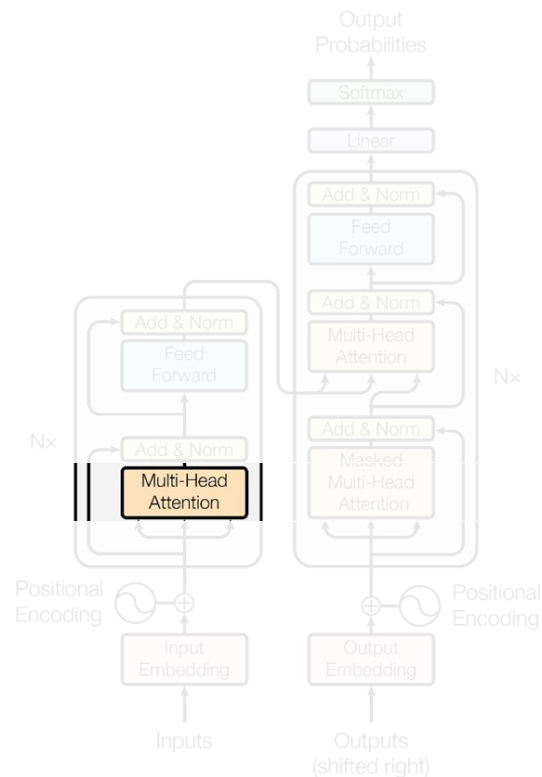 Output
Probabilities
Softmax
Linear
Add & Norm
Feed
Forward
Add & Norm
Multi-Head
Attention
Nx
Add & Norm
Masked
Multi-Head
Attention
Add & Norm
Feed
Forward
Nx
Add & Norm
Multi-Head
Attention
Positional
Encoding
Positional
Encoding
Input
Embedding
Output
Embedding
Inputs
Outputs
(shifted right)